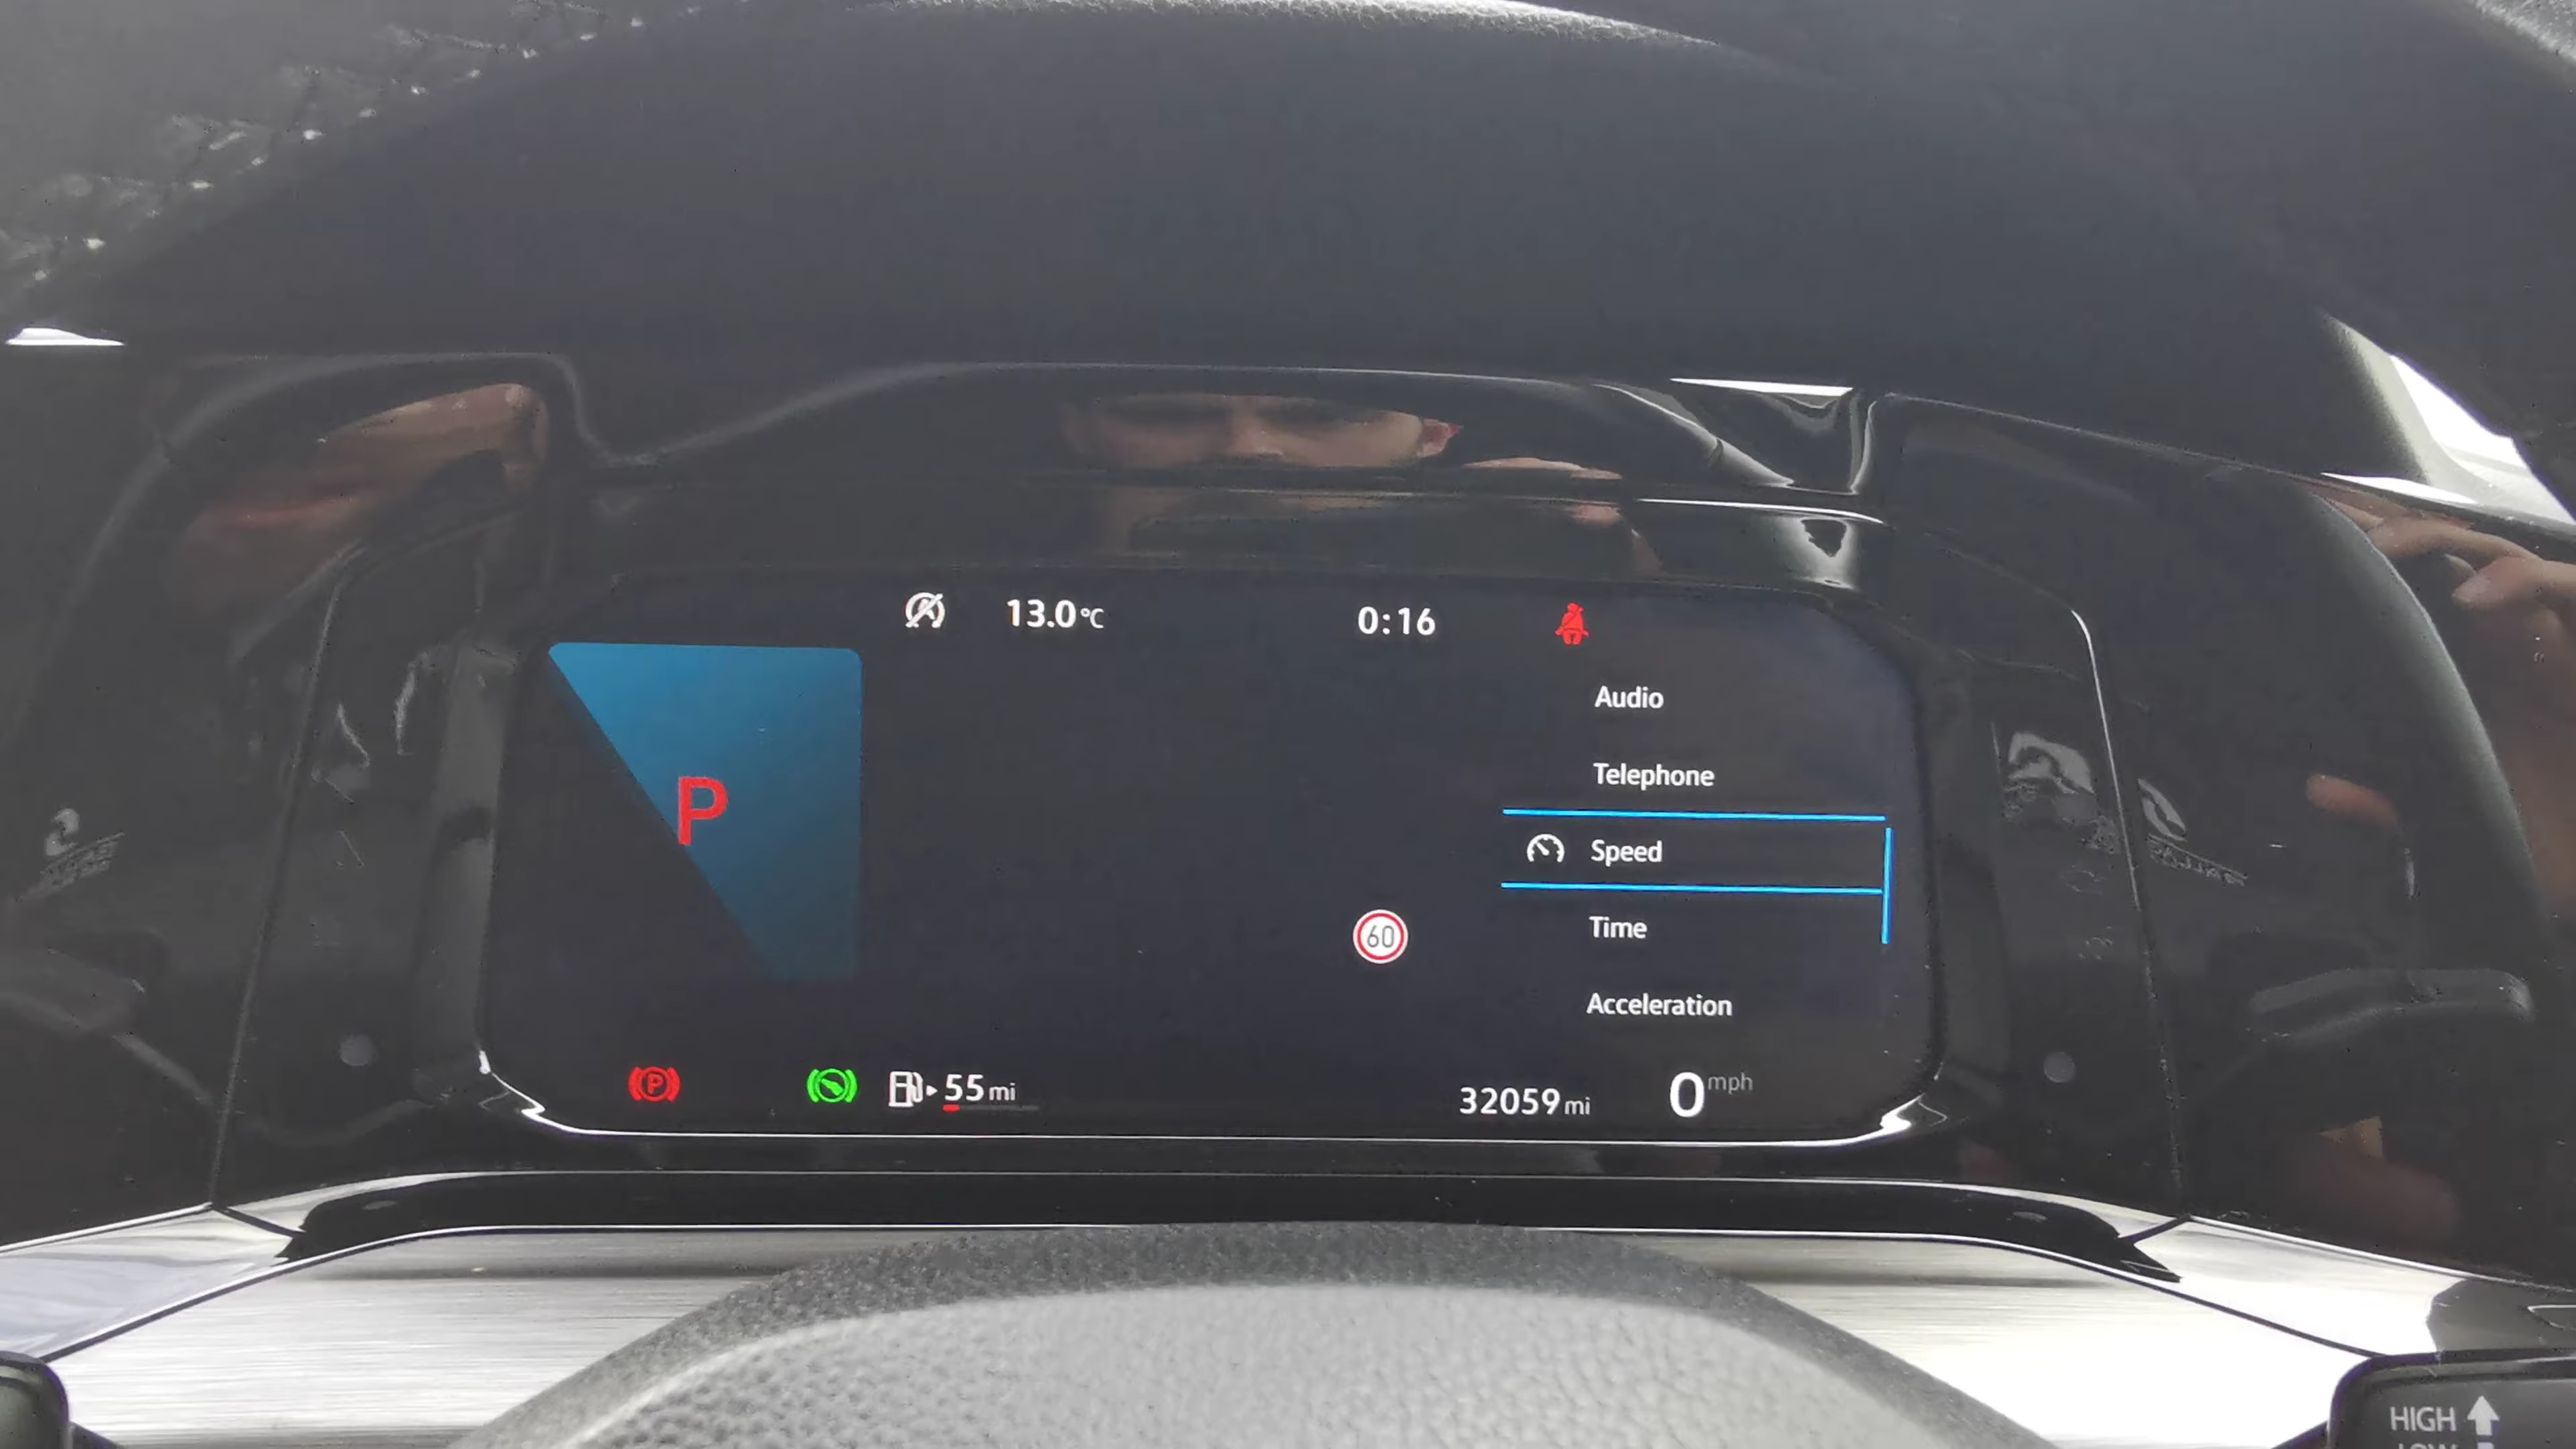 13.0°C
0:16
Audio
Telephone
P
Speed
60
Time
Acceleration
P
55 mi
32059 mi
0 mph
HIGH